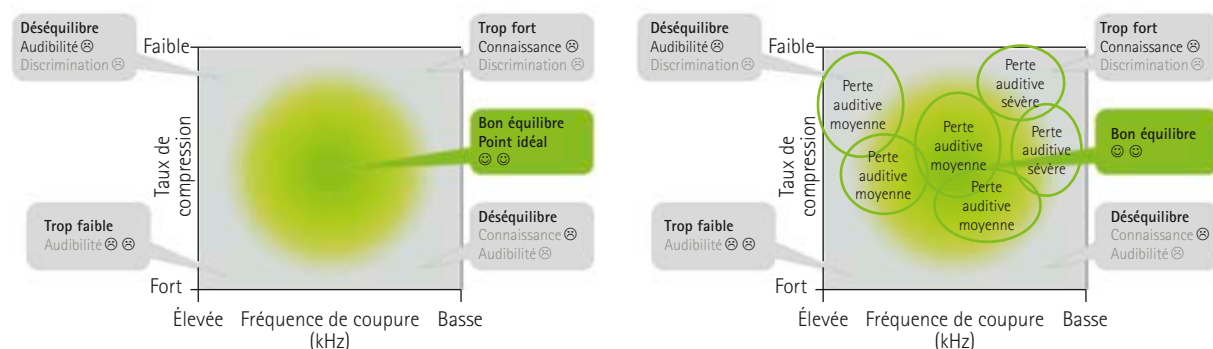 Déséquilibre
Audibilité ☹
Discrimination ☹
Trop fort
Connaissance ☹
Discrimination ☹
Faible
Bon équilibre
Point idéal
☺ ☺
Taux de
compression
Trop faible
Audibilité ☹ ☹
Déséquilibre
Connaissance ☹
Audibilité ☹
Fort
Élevée
Fréquence de coupure
(kHz)
Basse
Déséquilibre
Audibilité ☹
Discrimination ☹
Trop fort
Connaissance ☹
Discrimination ☹
Faible
Perte
auditive
moyenne
Perte
auditive
sévère
Perte
auditive
moyenne
Perte
auditive
sévère
Perte
auditive
moyenne
Perte
auditive
moyenne
Bon équilibre
☺ ☺
Taux de
compression
Trop faible
Audibilité ☹ ☹
Déséquilibre
Connaissance ☹
Audibilité ☹
Fort
Élevée
Fréquence de coupure
(kHz)
Basse